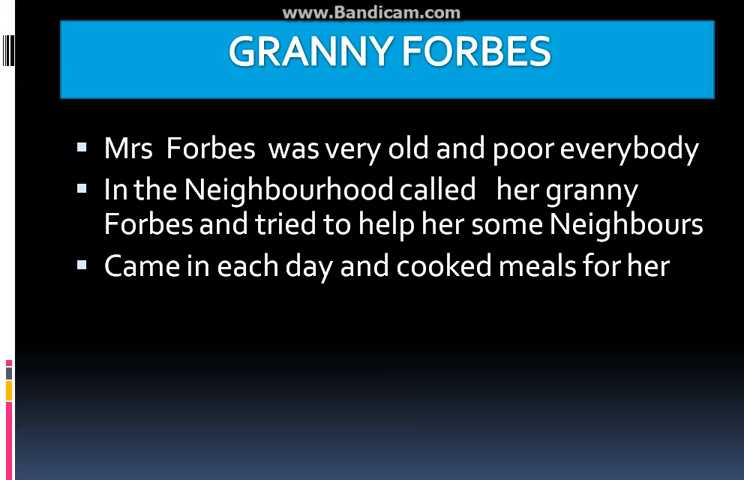 www.Bandicam.com
GRANNY FORBES
Mrs Forbes was very old and poor everybody
In the Neighbourhood called her granny
Forbes and tried to help her some Neighbours
Came in each day and cooked meals for her